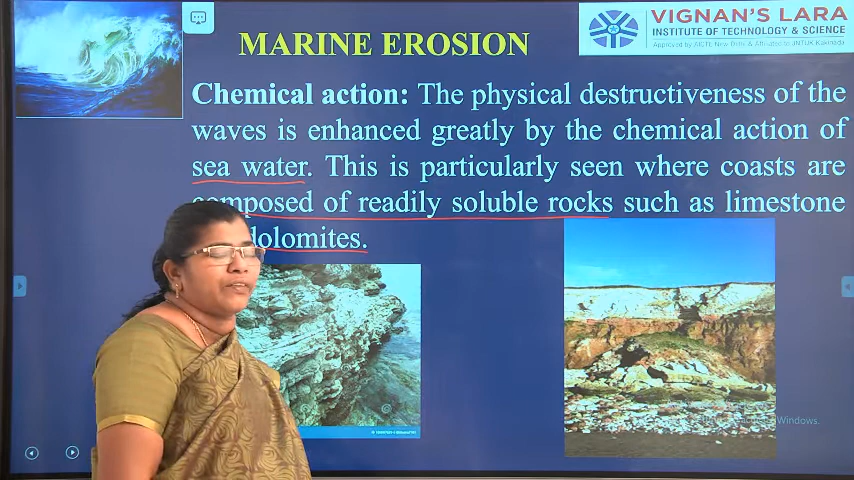 MARINE EROSION
VIGNAN'S LARA
INSTITUTE OF TECHNOLOGY & SCIENCE
Approved by AICTE, New Delhi & Affiliated to JNTUK Kakinada
Chemical action: The physical destructiveness of the
waves is enhanced greatly by the chemical action of
sea water. This is particularly seen where coasts are
composed of readily soluble rocks such as limestone
dolomites.
Windows.